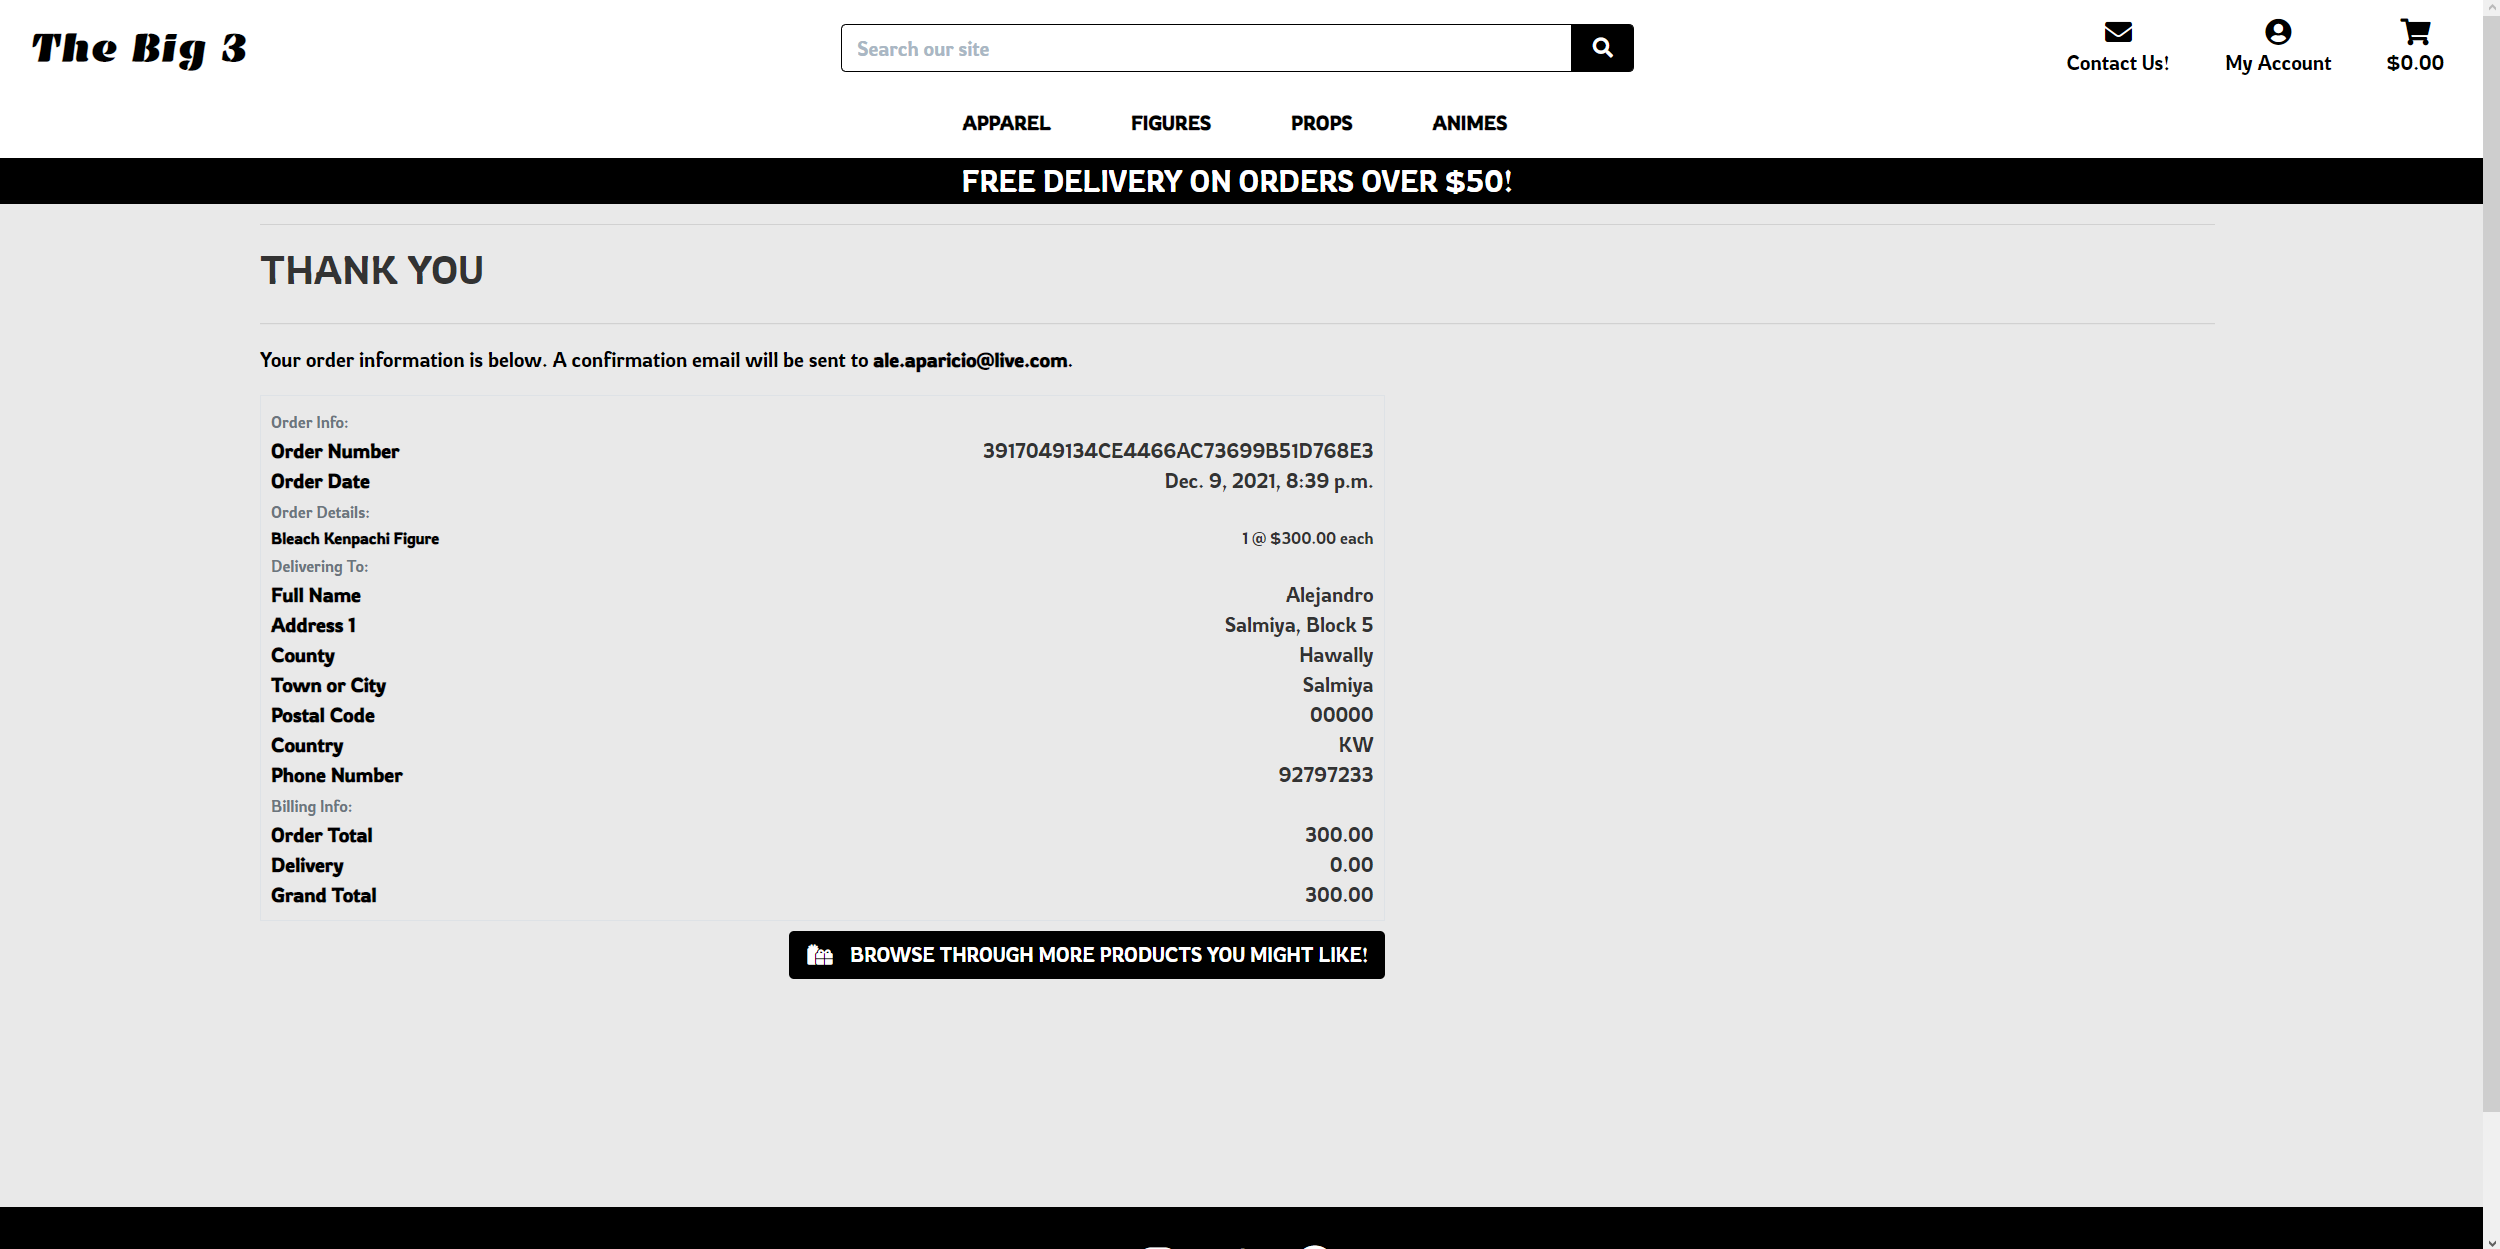 The Big 3
Search our site
Contact Us!
My Account
$0.00
APPAREL FIGURES PROPS ANIMES
FREE DELIVERY ON ORDERS OVER $50!
THANK YOU
Your order information is below. A confirmation email will be sent to ale.aparicio@live.com.
Order Info:
Order Number 3917049134CE4466AC73699B51D768E3
Order Date Dec. 9, 2021, 8:39 p.m.
Order Details:
Bleach Kenpachi Figure 1 @ $300.00 each
Delivering To:
Full Name Alejandro
Address 1 Salmiya, Block 5
County Hawally
Town or City Salmiya
Postal Code 00000
Country KW
Phone Number 92797233
Billing Info:
Order Total 300.00
Delivery 0.00
Grand Total 300.00
BROWSE THROUGH MORE PRODUCTS YOU MIGHT LIKE!